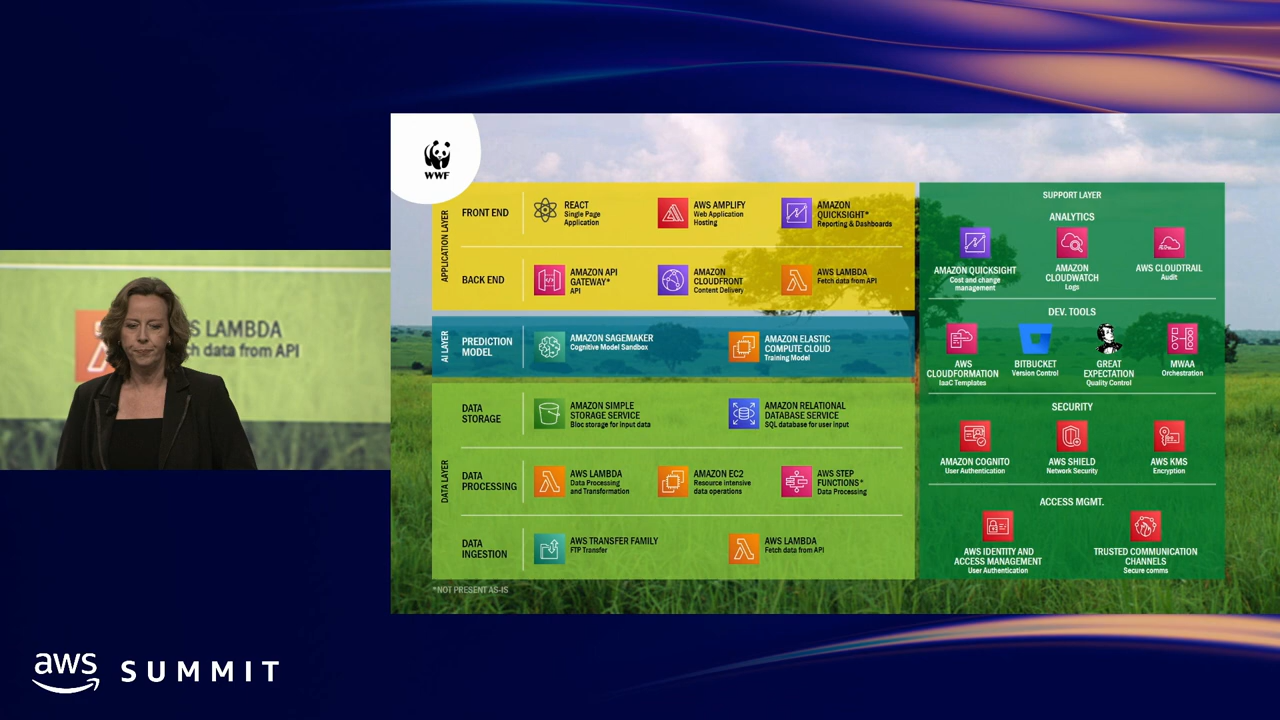 WWF
APPLICATION LAYER
FRONT END
REACT
Single Page
Application
AWS AMPLIFY
Web Application
Hosting
AMAZON
QUICKSIGHT*
Reporting & Dashboards
BACK END
AMAZON API
GATEWAY*
API
AMAZON
CLOUDFRONT
Content Delivery
AWS LAMBDA
Fetch data from API
AI LAYER
PREDICTION
MODEL
AMAZON SAGEMAKER
Cognitive Model Sandbox
AMAZON ELASTIC
COMPUTE CLOUD
Training Model
DATA LAYER
DATA
STORAGE
AMAZON SIMPLE
STORAGE SERVICE
Bloc storage for input data
AMAZON RELATIONAL
DATABASE SERVICE
SQL database for user input
DATA
PROCESSING
AWS LAMBDA
Data Processing
and Transformation
AMAZON EC2
Resource intensive
data operations
AWS STEP
FUNCTIONS*
Data Processing
DATA
INGESTION
AWS TRANSFER FAMILY
FTP Transfer
AWS LAMBDA
Fetch data from API
*NOT PRESENT AS-IS
SUPPORT LAYER
ANALYTICS
AMAZON QUICKSIGHT
Cost and change
management
AMAZON
CLOUDWATCH
Logs
AWS CLOUDTRAIL
Audit
DEV. TOOLS
AWS
CLOUDFORMATION
IaaC Templates
BITBUCKET
Version Control
GREAT
EXPECTATION
Quality Control
MWAA
Orchestration
SECURITY
AMAZON COGNITO
User Authentication
AWS SHIELD
Network Security
AWS KMS
Encryption
ACCESS MGMT.
AWS IDENTITY AND
ACCESS MANAGEMENT
User Authentication
TRUSTED COMMUNICATION
CHANNELS
Secure comms
S LAMBDA
ch data from API
aws SUMMIT